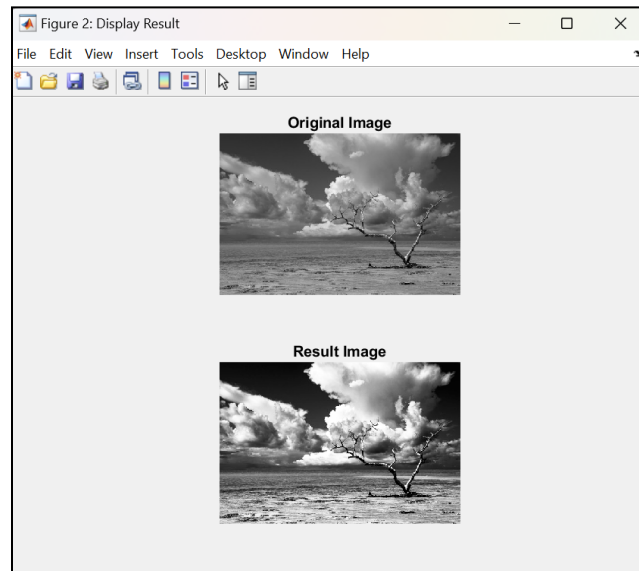 Figure 2: Display Result
File Edit View Insert Tools Desktop Window Help
Original Image
Result Image